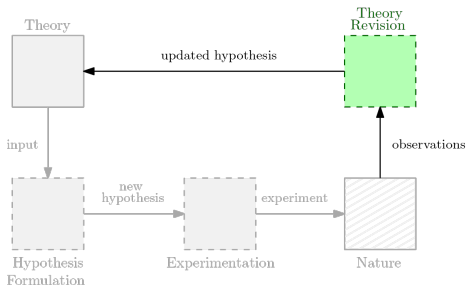 Theory
Theory
Revision
updated hypothesis
input
observations
new
hypothesis
experiment
Hypothesis
Formulation
Experimentation
Nature